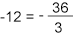 -12 = - 36/3